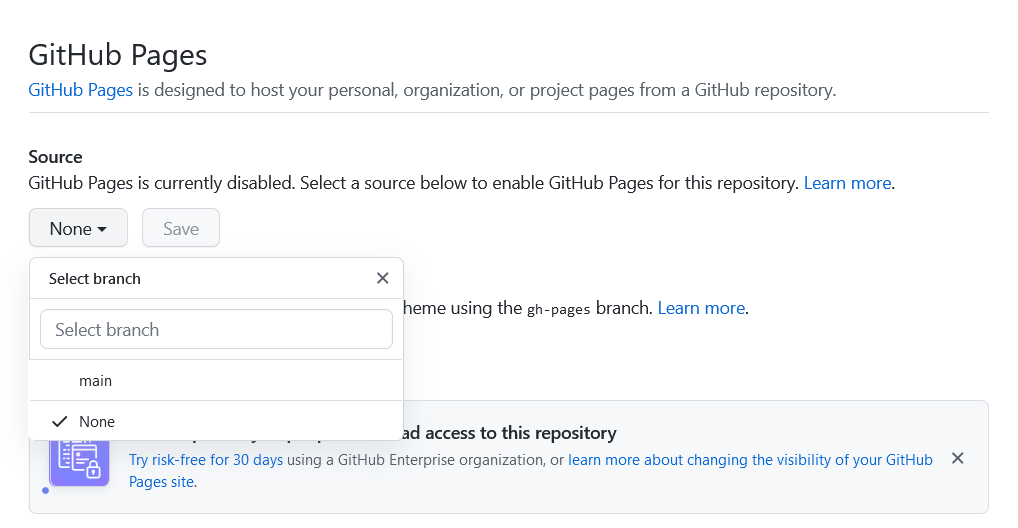 GitHub Pages
GitHub Pages is designed to host your personal, organization, or project pages from a GitHub repository.
Source
GitHub Pages is currently disabled. Select a source below to enable GitHub Pages for this repository. Learn more.
None
Save
Select branch
heme using the gh-pages branch. Learn more.
Select branch
main
None
ad access to this repository
Try risk-free for 30 days using a GitHub Enterprise organization, or learn more about changing the visibility of your GitHub
Pages site.